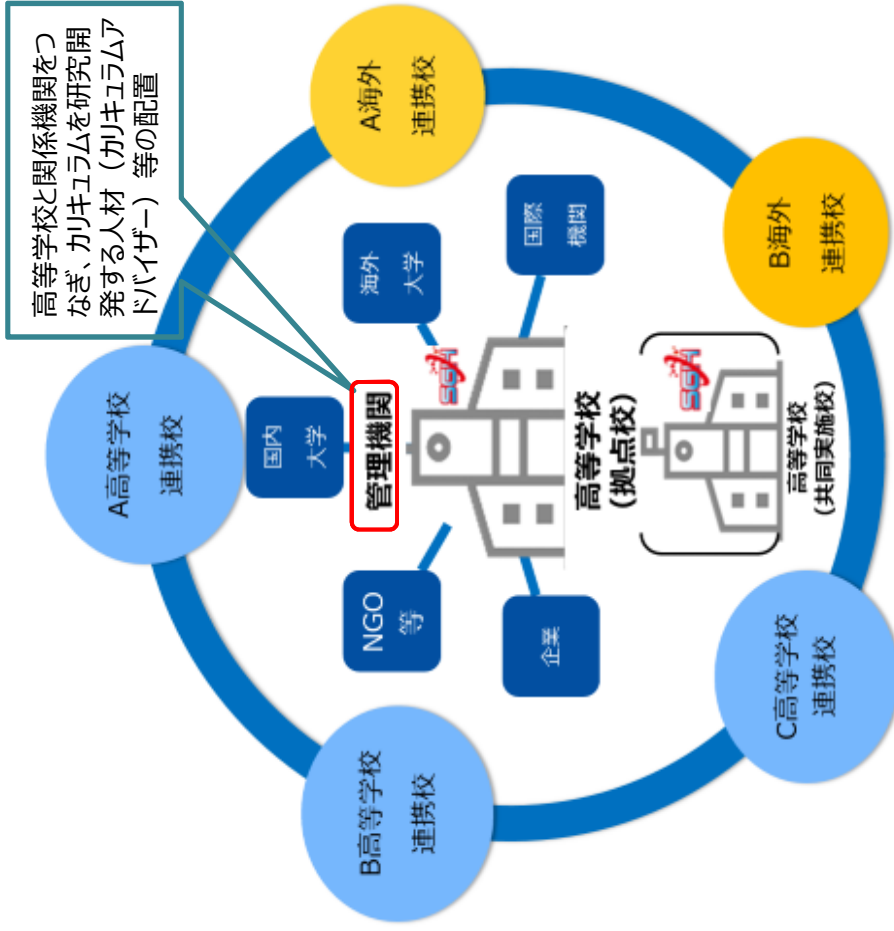 高等学校と関係機関をつ
なぎ、カリキュラムを研究開
発する人材（カリキュラムア
ドバイザー）等の配置
A高等学校
連携校
A海外
連携校
B高等学校
連携校
B海外
連携校
C高等学校
連携校
国内
大学
海外
大学
NGO
等
国際
機関
企業
管理機関
SGH
高等学校
（拠点校）
SGH
高等学校
（共同実施校）